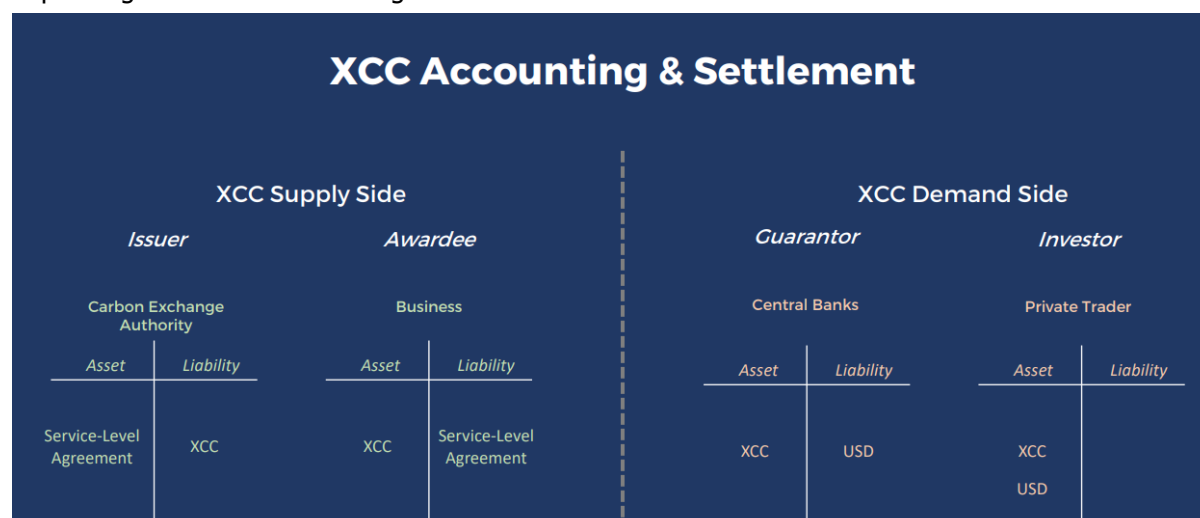 XCC Accounting & Settlement
XCC Supply Side
XCC Demand Side
Issuer
Awardee
Guarantor
Investor
Carbon Exchange
Authority
Business
Central Banks
Private Trader
Asset
Liability
Asset
Liability
Asset
Liability
Asset
Liability
Service-Level
Agreement
XCC
XCC
Service-Level
Agreement
XCC
USD
XCC
USD